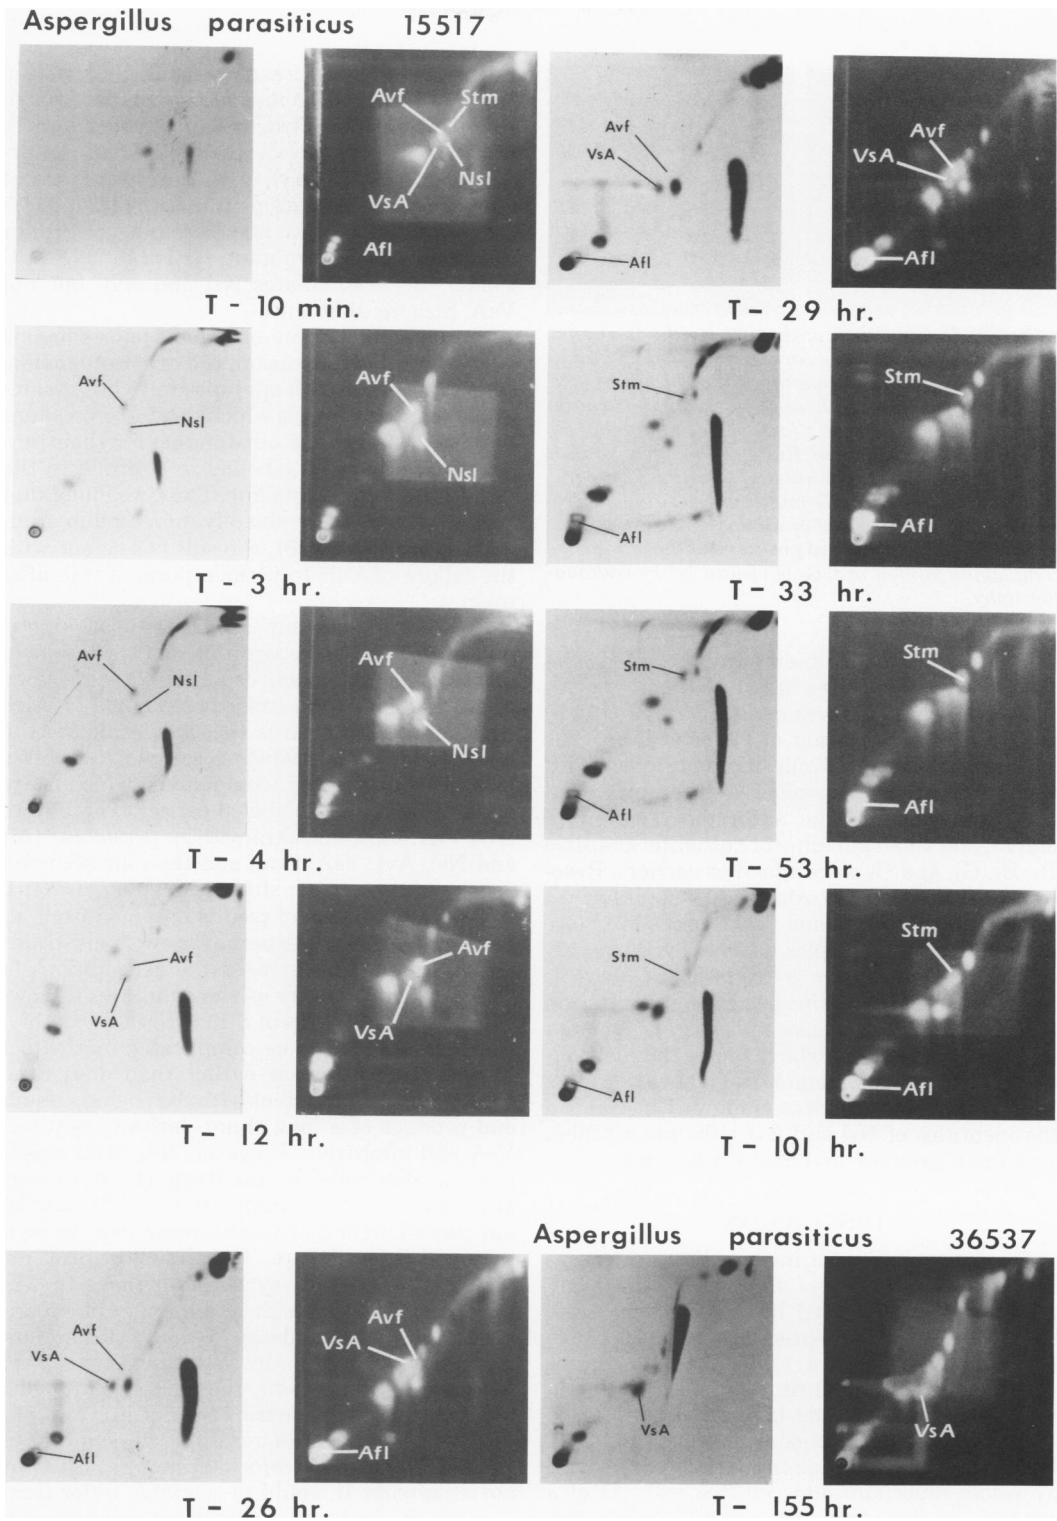 Aspergillus parasiticus 15517
Avf
Stm
VsA
Nsl
Afl
T - 10 min.
Avf
VsA
Afl
Avf
VsA
Afl
T - 29 hr.
Avf
Nsl
Avf
Nsl
T - 3 hr.
Stm
Afl
Stm
Afl
T - 33 hr.
Avf
Nsl
Avf
Nsl
T - 4 hr.
Stm
Afl
Stm
Afl
T - 53 hr.
Avf
VsA
Avf
VsA
T - 12 hr.
Stm
Afl
Stm
Afl
T - 101 hr.
Avf
VsA
Afl
Avf
VsA
Afl
T - 26 hr.
Aspergillus parasiticus 36537
VsA
VsA
T - 155 hr.